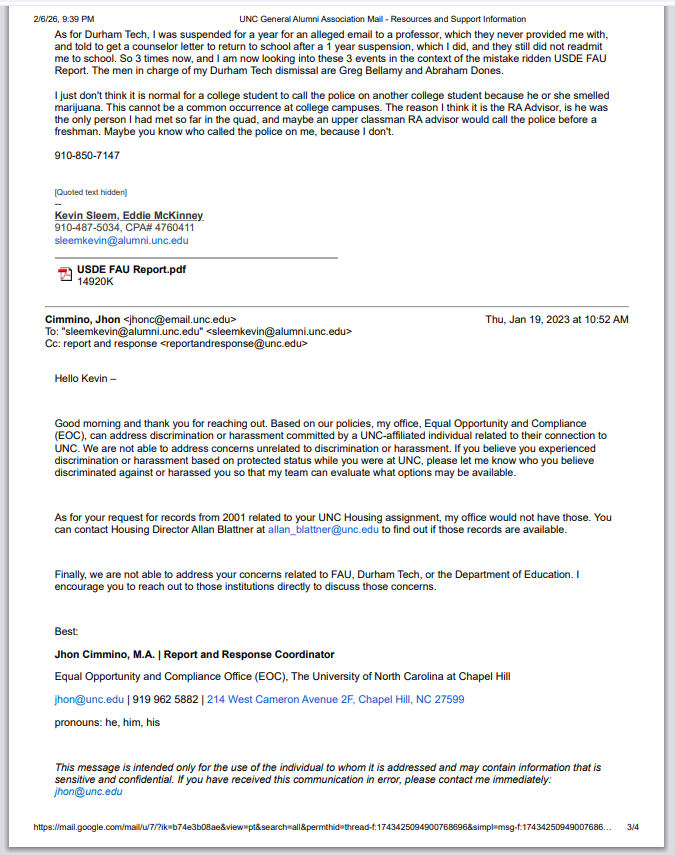 2/6/26, 9:39 PM UNC General Alumni Association Mail - Resources and Support Information
As for Durham Tech, I was suspended for a year for an alleged email to a professor, which they never provided me with,
and told to get a counselor letter to return to school after a 1 year suspension, which I did, and they still did not readmit
me to school. So 3 times now, and I am now looking into these 3 events in the context of the mistake ridden USDE FAU
Report. The men in charge of my Durham Tech dismissal are Greg Bellamy and Abraham Dones.
I just don't think it is normal for a college student to call the police on another college student because he or she smelled
marijuana. This cannot be a common occurrence at college campuses. The reason I think it is the RA Advisor, is he was
the only person I had met so far in the quad, and maybe an upper classman RA advisor would call the police before a
freshman. Maybe you know who called the police on me, because I don't.
910-850-7147
[Quoted text hidden]
--
Kevin Sleem, Eddie McKinney
910-487-5034, CPA# 4760411
sleemkevin@alumni.unc.edu
USDE FAU Report.pdf
14920K
Cimmino, Jhon <jhonc@email.unc.edu> Thu, Jan 19, 2023 at 10:52 AM
To: "sleemkevin@alumni.unc.edu" <sleemkevin@alumni.unc.edu>
Cc: report and response <reportandresponse@unc.edu>
Hello Kevin –
Good morning and thank you for reaching out. Based on our policies, my office, Equal Opportunity and Compliance
(EOC), can address discrimination or harassment committed by a UNC-affiliated individual related to their connection to
UNC. We are not able to address concerns unrelated to discrimination or harassment. If you believe you experienced
discrimination or harassment based on protected status while you were at UNC, please let me know who you believe
discriminated against or harassed you so that my team can evaluate what options may be available.
As for your request for records from 2001 related to your UNC Housing assignment, my office would not have those. You
can contact Housing Director Allan Blattner at allan_blattner@unc.edu to find out if those records are available.
Finally, we are not able to address your concerns related to FAU, Durham Tech, or the Department of Education. I
encourage you to reach out to those institutions directly to discuss those concerns.
Best:
Jhon Cimmino, M.A. | Report and Response Coordinator
Equal Opportunity and Compliance Office (EOC), The University of North Carolina at Chapel Hill
jhon@unc.edu | 919 962 5882 | 214 West Cameron Avenue 2F, Chapel Hill, NC 27599
pronouns: he, him, his
This message is intended only for the use of the individual to whom it is addressed and may contain information that is
sensitive and confidential. If you have received this communication in error, please contact me immediately:
jhon@unc.edu
https://mail.google.com/mail/u/7/?ik=b74e3b08ae&view=pt&search=all&permthid=thread-f:1743425094900768696&simpl=msg-f:17434250949007686... 3/4